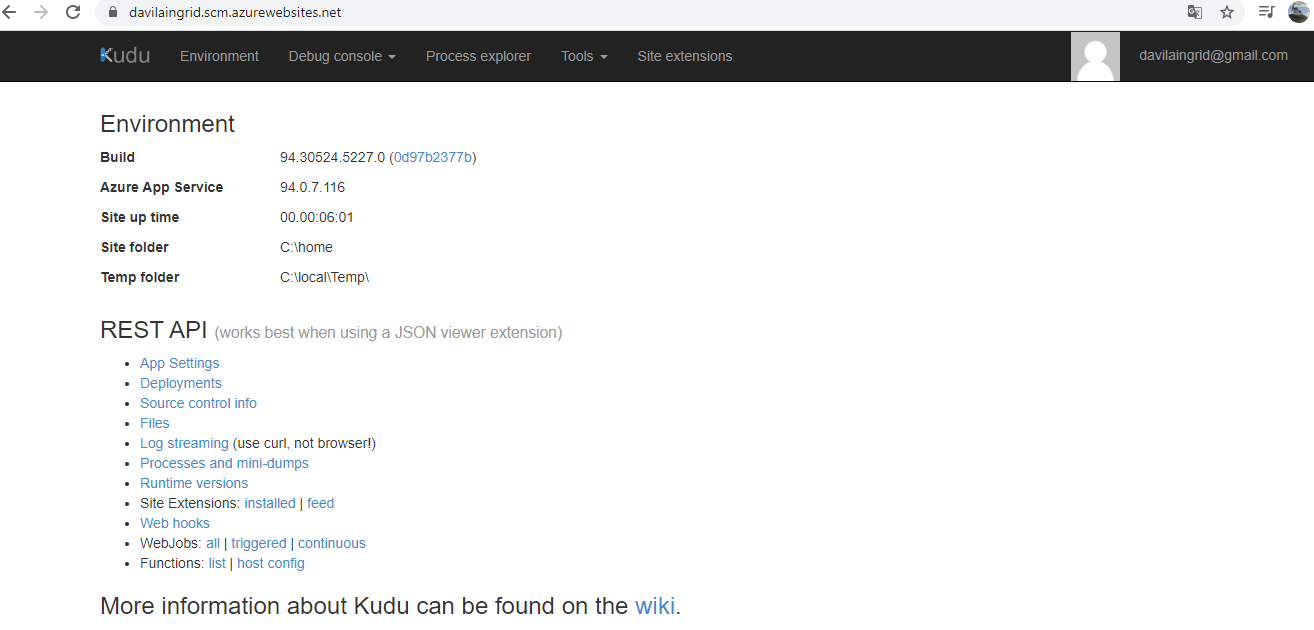 davilaingrid.scm.azurewebsites.net
Kudu Environment Debug console Process explorer Tools Site extensions davilaingrid@gmail.com
Environment
Build 94.30524.5227.0 (0d97b2377b)
Azure App Service 94.0.7.116
Site up time 00.00:06:01
Site folder C:\home
Temp folder C:\local\Temp\
REST API (works best when using a JSON viewer extension)
• App Settings
• Deployments
• Source control info
• Files
• Log streaming (use curl, not browser!)
• Processes and mini-dumps
• Runtime versions
• Site Extensions: installed | feed
• Web hooks
• WebJobs: all | triggered | continuous
• Functions: list | host config
More information about Kudu can be found on the wiki.